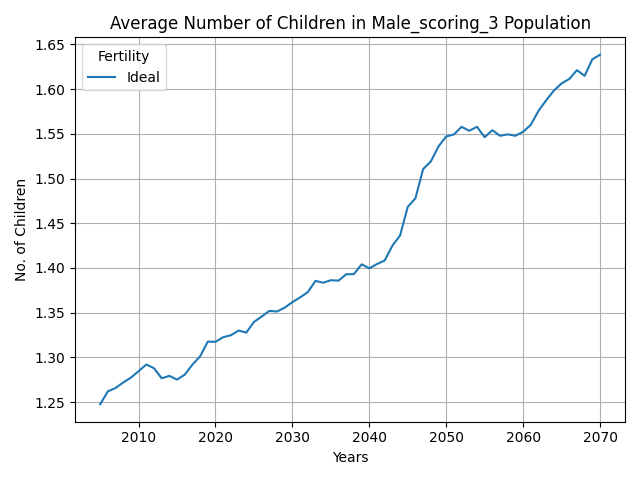 Average Number of Children in Male_scoring_3 Population
Fertility
Ideal
No. of Children
1.65
1.60
1.55
1.50
1.45
1.40
1.35
1.30
1.25
2010 2020 2030 2040 2050 2060 2070
Years